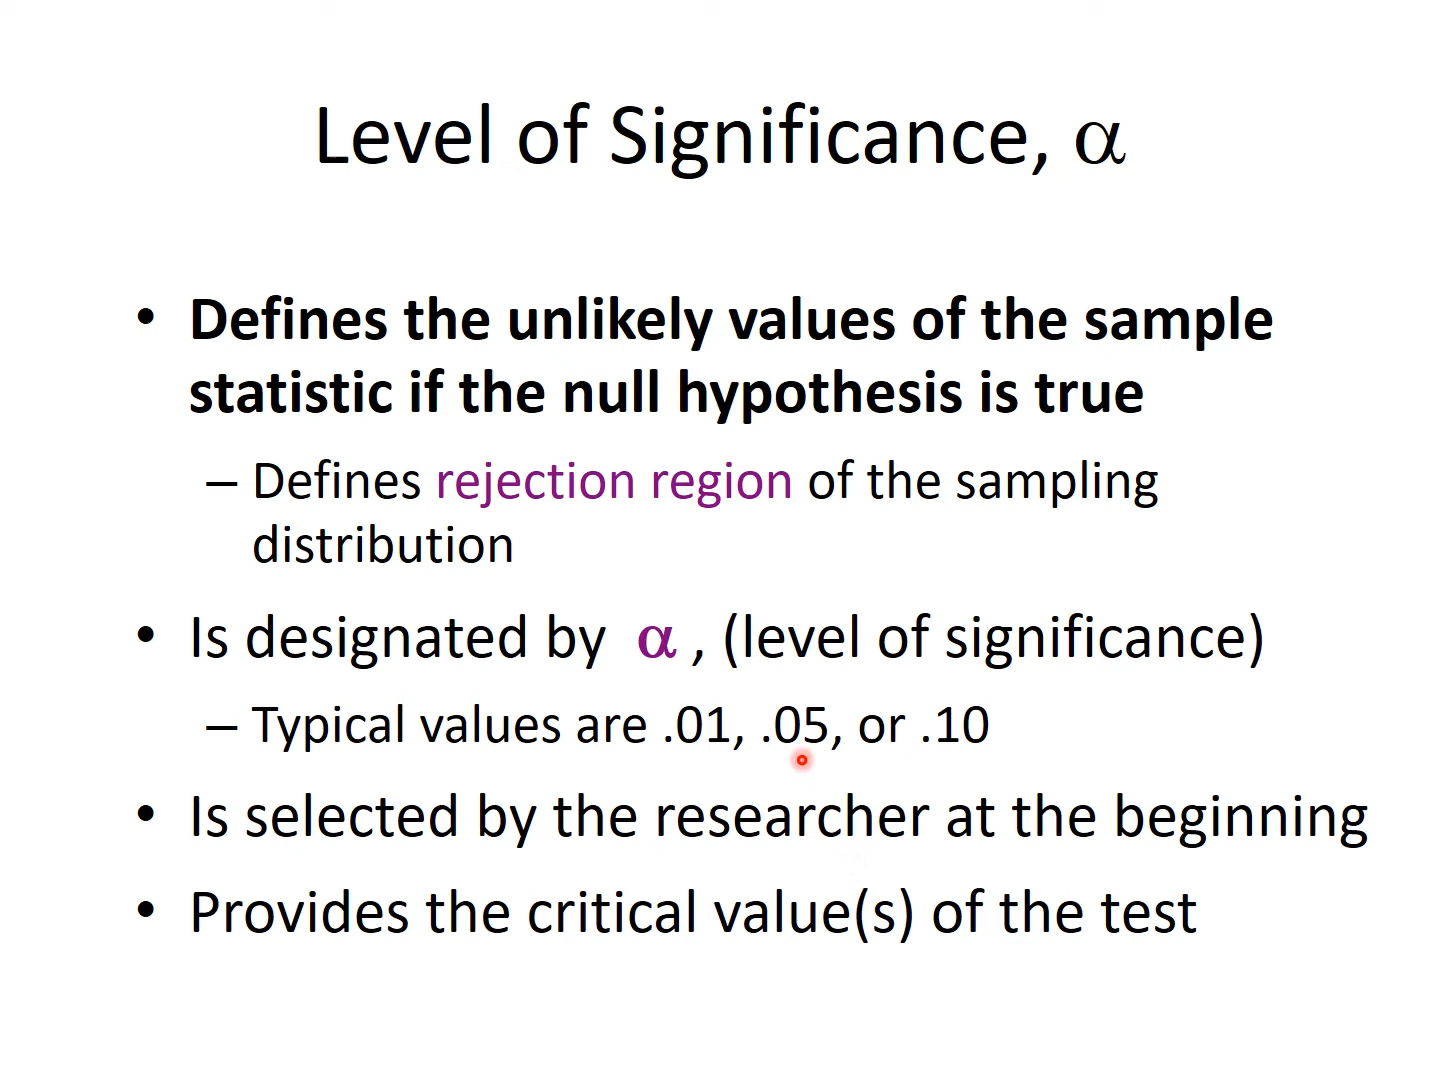 Level of Significance, α
• Defines the unlikely values of the sample
statistic if the null hypothesis is true
– Defines rejection region of the sampling
distribution
• Is designated by α , (level of significance)
– Typical values are .01, .05, or .10
• Is selected by the researcher at the beginning
• Provides the critical value(s) of the test